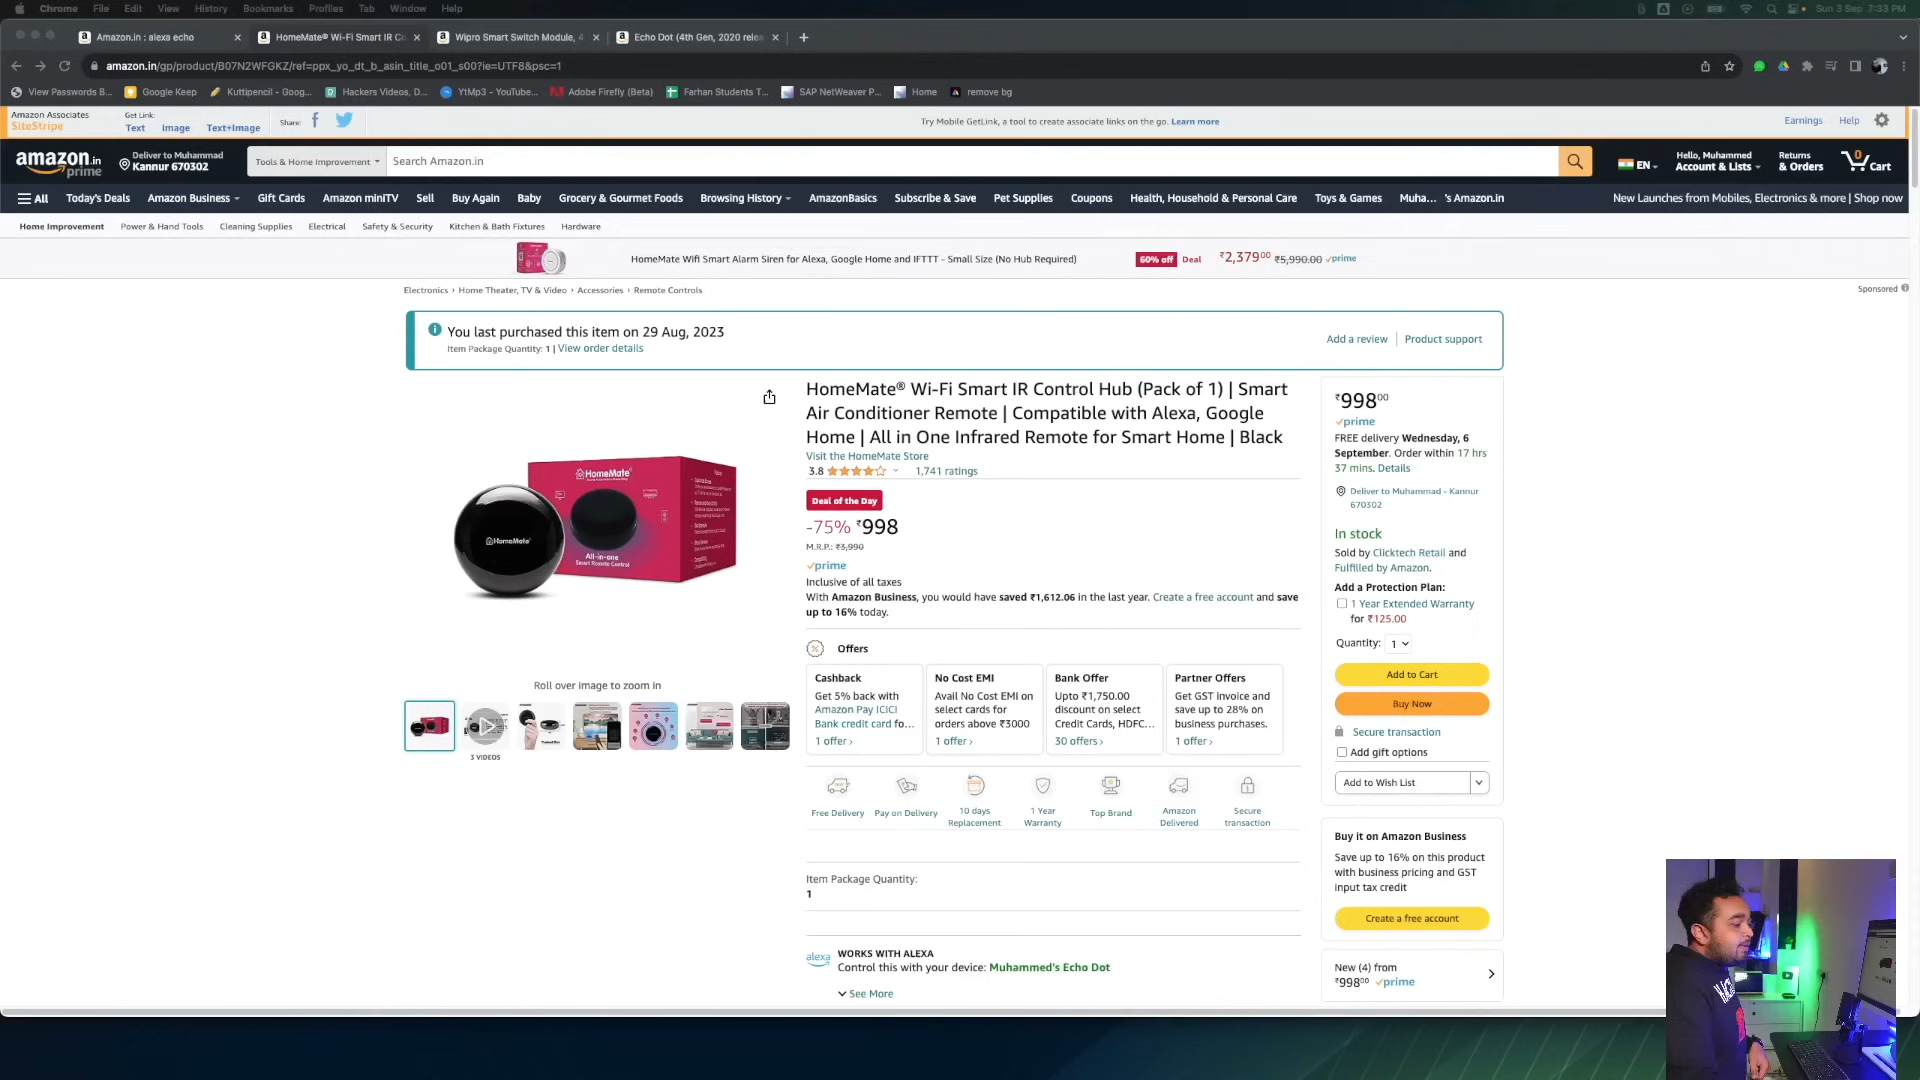 Chrome File Edit View History Bookmarks Profiles Tab Window Help Sun 3 Sep 7:33 PM
Amazon.in : alexa echo HomeMate® Wi-Fi Smart IR Co Wipro Smart Switch Module, 4 Echo Dot (4th Gen, 2020 relea
amazon.in/gp/product/B07N2WFGKZ/ref=ppx_yo_dt_b_asin_title_o01_s00?ie=UTF8&psc=1
View Passwords B... Google Keep Kuttipencil - Goog... Hackers Videos, D... YtMp3 - YouTube... Adobe Firefly (Beta) Farhan Students T... SAP NetWeaver P... Home remove bg
Amazon Associates
SiteStripe
Get Link:
Text Image Text+Image
Share:
Try Mobile GetLink, a tool to create associate links on the go. Learn more
Earnings Help
amazon.in
prime
Deliver to Muhammad
Kannur 670302
Tools & Home Improvement
Search Amazon.in
EN
Hello, Muhammed
Account & Lists
Returns
& Orders
0
Cart
All Today's Deals Amazon Business Gift Cards Amazon miniTV Sell Buy Again Baby Grocery & Gourmet Foods Browsing History AmazonBasics Subscribe & Save Pet Supplies Coupons Health, Household & Personal Care Toys & Games Muha... 's Amazon.in New Launches from Mobiles, Electronics & more | Shop now
Home Improvement Power & Hand Tools Cleaning Supplies Electrical Safety & Security Kitchen & Bath Fixtures Hardware
HomeMate Wifi Smart Alarm Siren for Alexa, Google Home and IFTTT - Small Size (No Hub Required) 60% off Deal ₹2,379.00 ₹5,990.00 prime
Electronics › Home Theater, TV & Video › Accessories › Remote Controls
Sponsored
You last purchased this item on 29 Aug, 2023
Item Package Quantity: 1 | View order details
Add a review | Product support
HomeMate® Wi-Fi Smart IR Control Hub (Pack of 1) | Smart
Air Conditioner Remote | Compatible with Alexa, Google
Home | All in One Infrared Remote for Smart Home | Black
Visit the HomeMate Store
3.8 1,741 ratings
Deal of the Day
-75% ₹998
M.R.P.: ₹3,990
prime
Inclusive of all taxes
With Amazon Business, you would have saved ₹1,612.06 in the last year. Create a free account and save
up to 16% today.
Offers
Cashback
Get 5% back with
Amazon Pay ICICI
Bank credit card fo...
1 offer ›
No Cost EMI
Avail No Cost EMI on
select cards for
orders above ₹3000
1 offer ›
Bank Offer
Upto ₹1,750.00
discount on select
Credit Cards, HDFC...
30 offers ›
Partner Offers
Get GST invoice and
save up to 28% on
business purchases.
1 offer ›
Free Delivery
Pay on Delivery
10 days
Replacement
1 Year
Warranty
Top Brand
Amazon
Delivered
Secure
transaction
Item Package Quantity:
1
alexa
WORKS WITH ALEXA
Control this with your device: Muhammed's Echo Dot
See More
HomeMate®
HomeMate®
All-in-one
Smart Remote Control
Roll over image to zoom in
3 VIDEOS
₹998.00
prime
FREE delivery Wednesday, 6
September. Order within 17 hrs
37 mins. Details
Deliver to Muhammad - Kannur
670302
In stock
Sold by Clicktech Retail and
Fulfilled by Amazon.
Add a Protection Plan:
1 Year Extended Warranty
for ₹125.00
Quantity: 1
Add to Cart
Buy Now
Secure transaction
Add gift options
Add to Wish List
Buy it on Amazon Business
Save up to 16% on this product
with business pricing and GST
input tax credit
Create a free account
New (4) from
₹998.00 prime